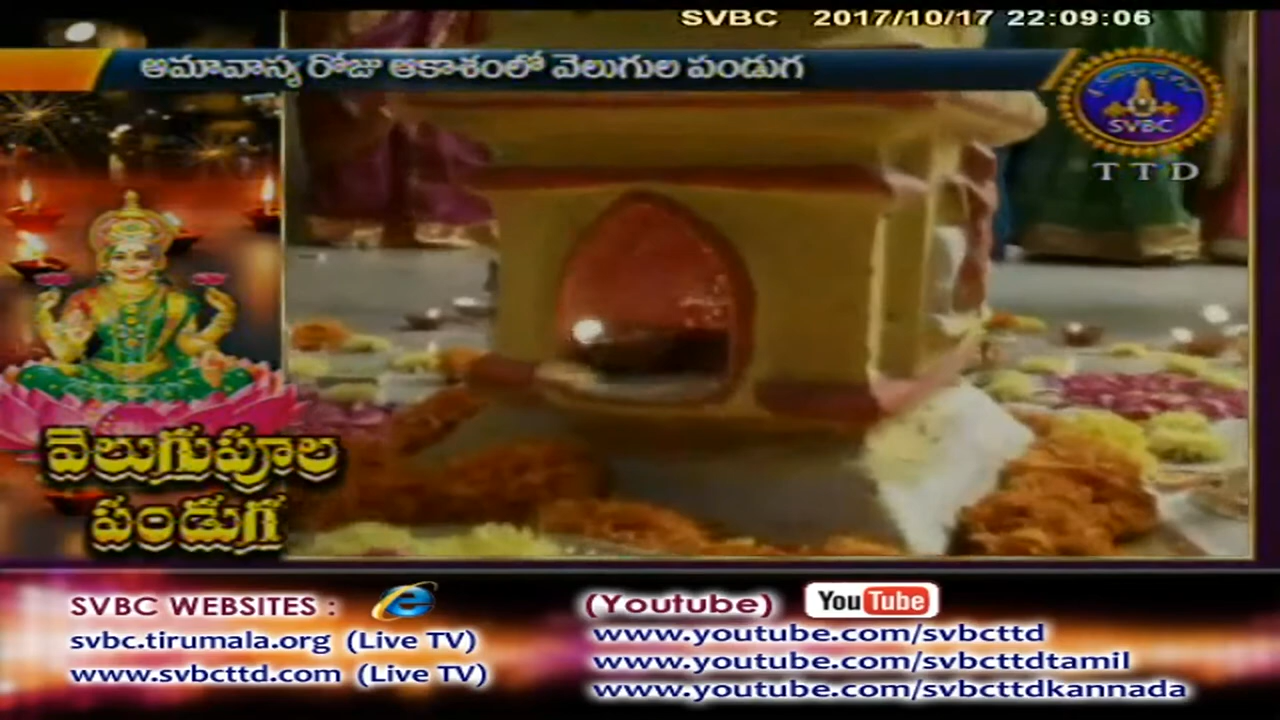 SVBC 2017/10/17 22:09:06
అమావాస్య రోజు ఆకాశంలో వెలుగుల పండుగ
SVBC
TTD
వెలుగుపూల
పండుగ
SVBC WEBSITES :
svbc.tirumala.org (Live TV)
www.svbcttd.com (Live TV)
(Youtube) YouTube
www.youtube.com/svbcttd
www.youtube.com/svbcttdtamil
www.youtube.com/svbcttdkannada